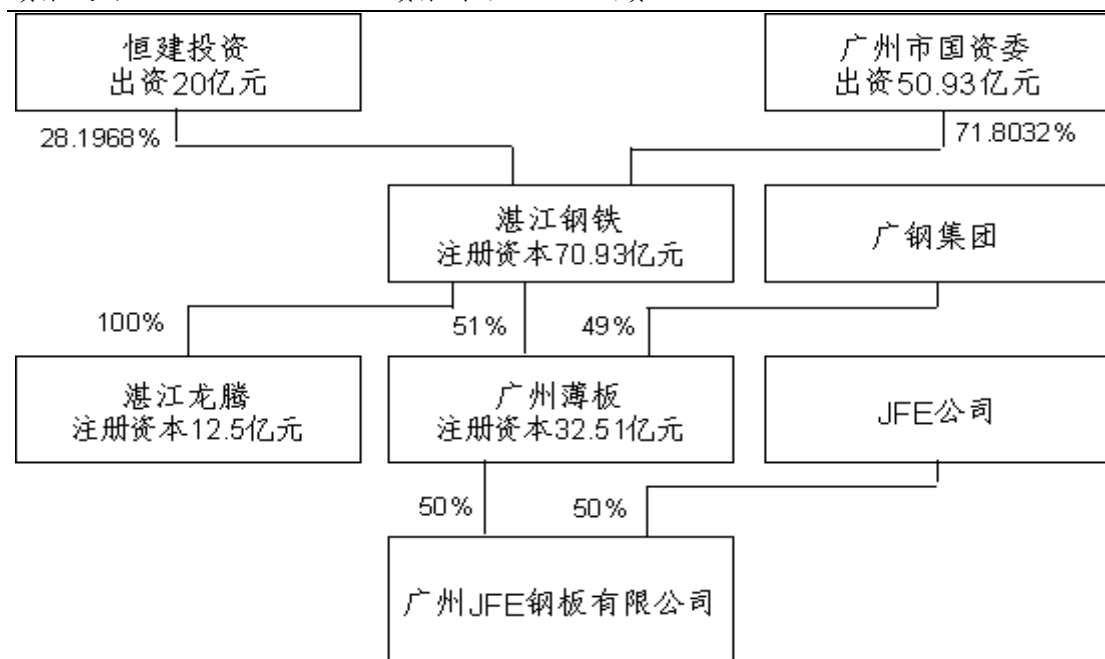 恒建投资
出资20亿元
广州市国资委
出资50.93亿元
28.1968%
71.8032%
湛江钢铁
注册资本70.93亿元
广钢集团
100%
51%
49%
湛江龙腾
注册资本12.5亿元
广州薄板
注册资本32.51亿元
JFE公司
50%
50%
广州JFE钢板有限公司